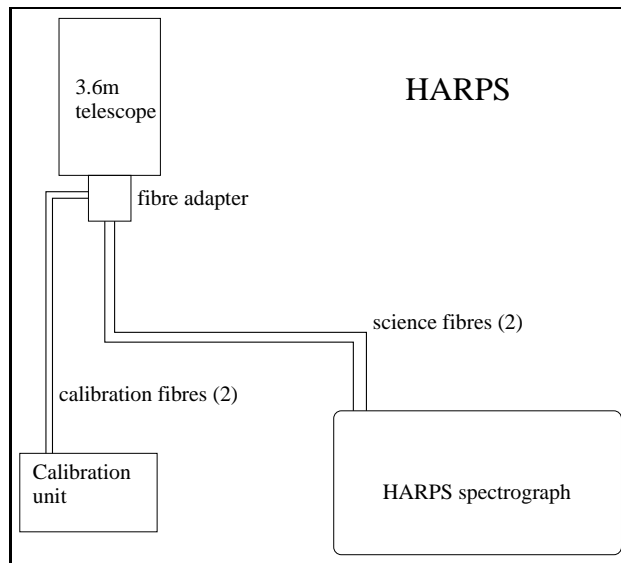 3.6m
telescope
HARPS
fibre adapter
science fibres (2)
calibration fibres (2)
Calibration
unit
HARPS spectrograph